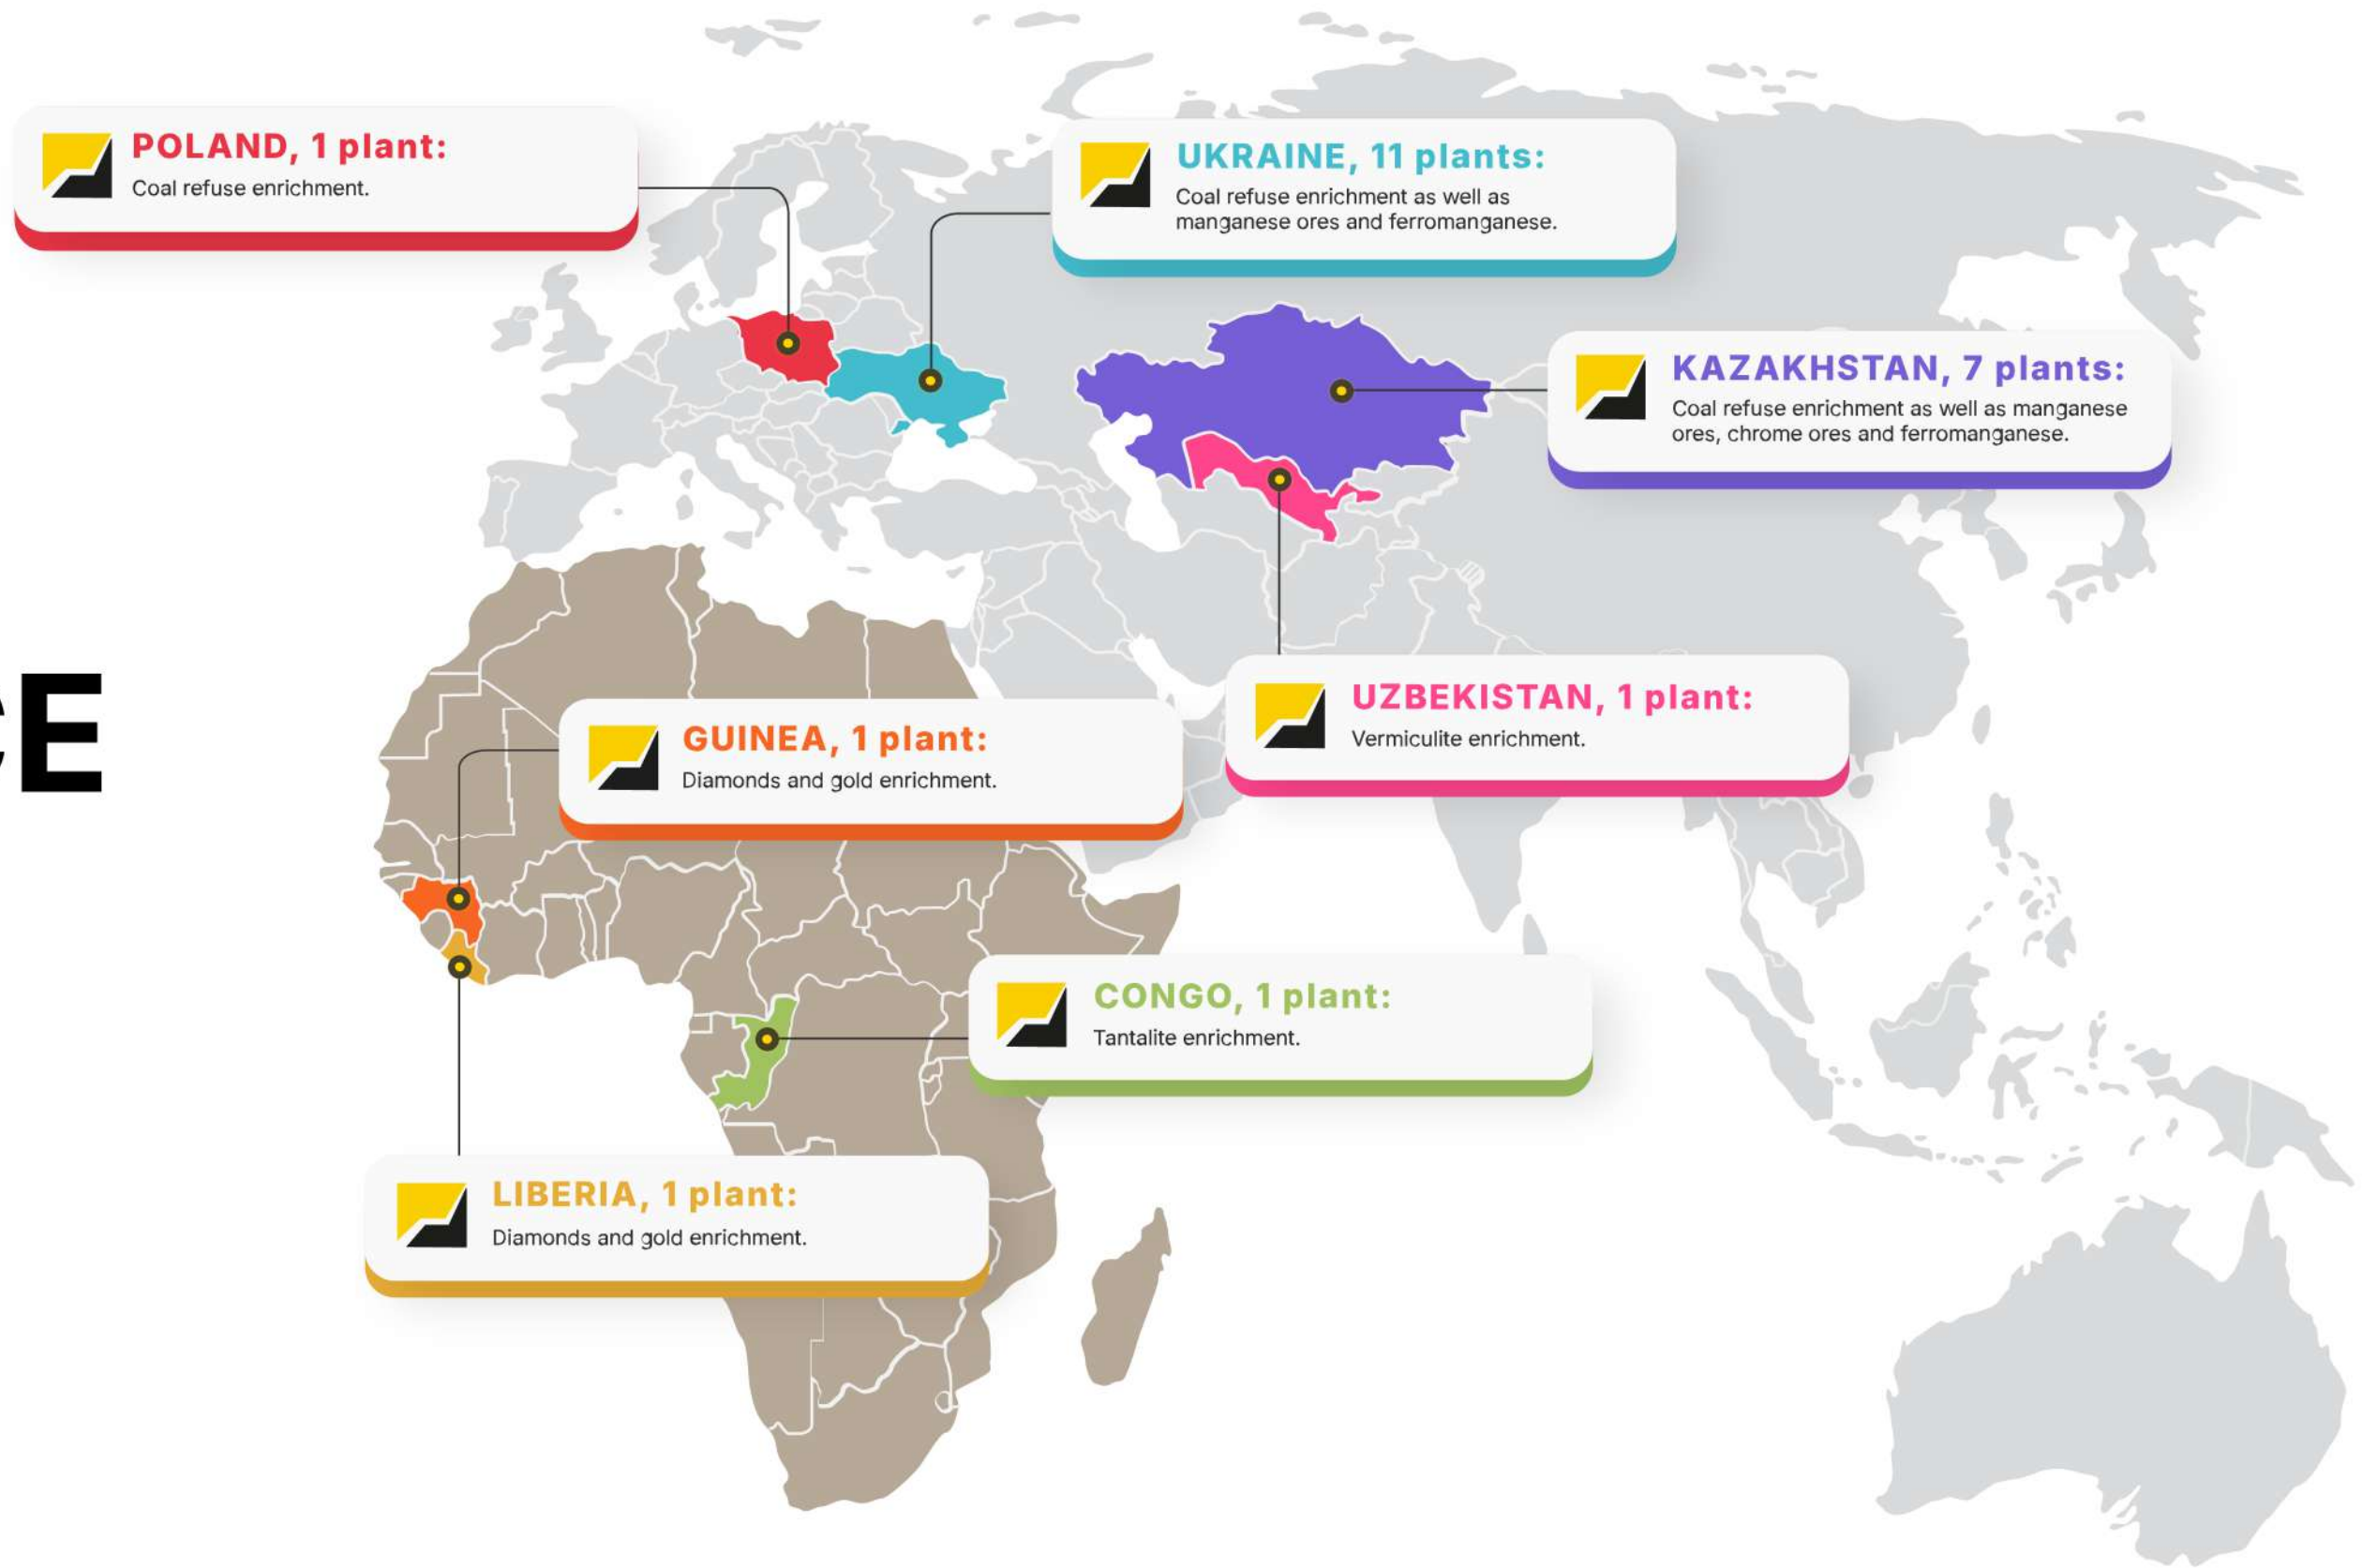 POLAND, 1 plant:
Coal refuse enrichment.
UKRAINE, 11 plants:
Coal refuse enrichment as well as
manganese ores and ferromanganese.
KAZAKHSTAN, 7 plants:
Coal refuse enrichment as well as manganese
ores, chrome ores and ferromanganese.
CE
UZBEKISTAN, 1 plant:
Vermiculite enrichment.
GUINEA, 1 plant:
Diamonds and gold enrichment.
CONGO, 1 plant:
Tantalite enrichment.
LIBERIA, 1 plant:
Diamonds and gold enrichment.